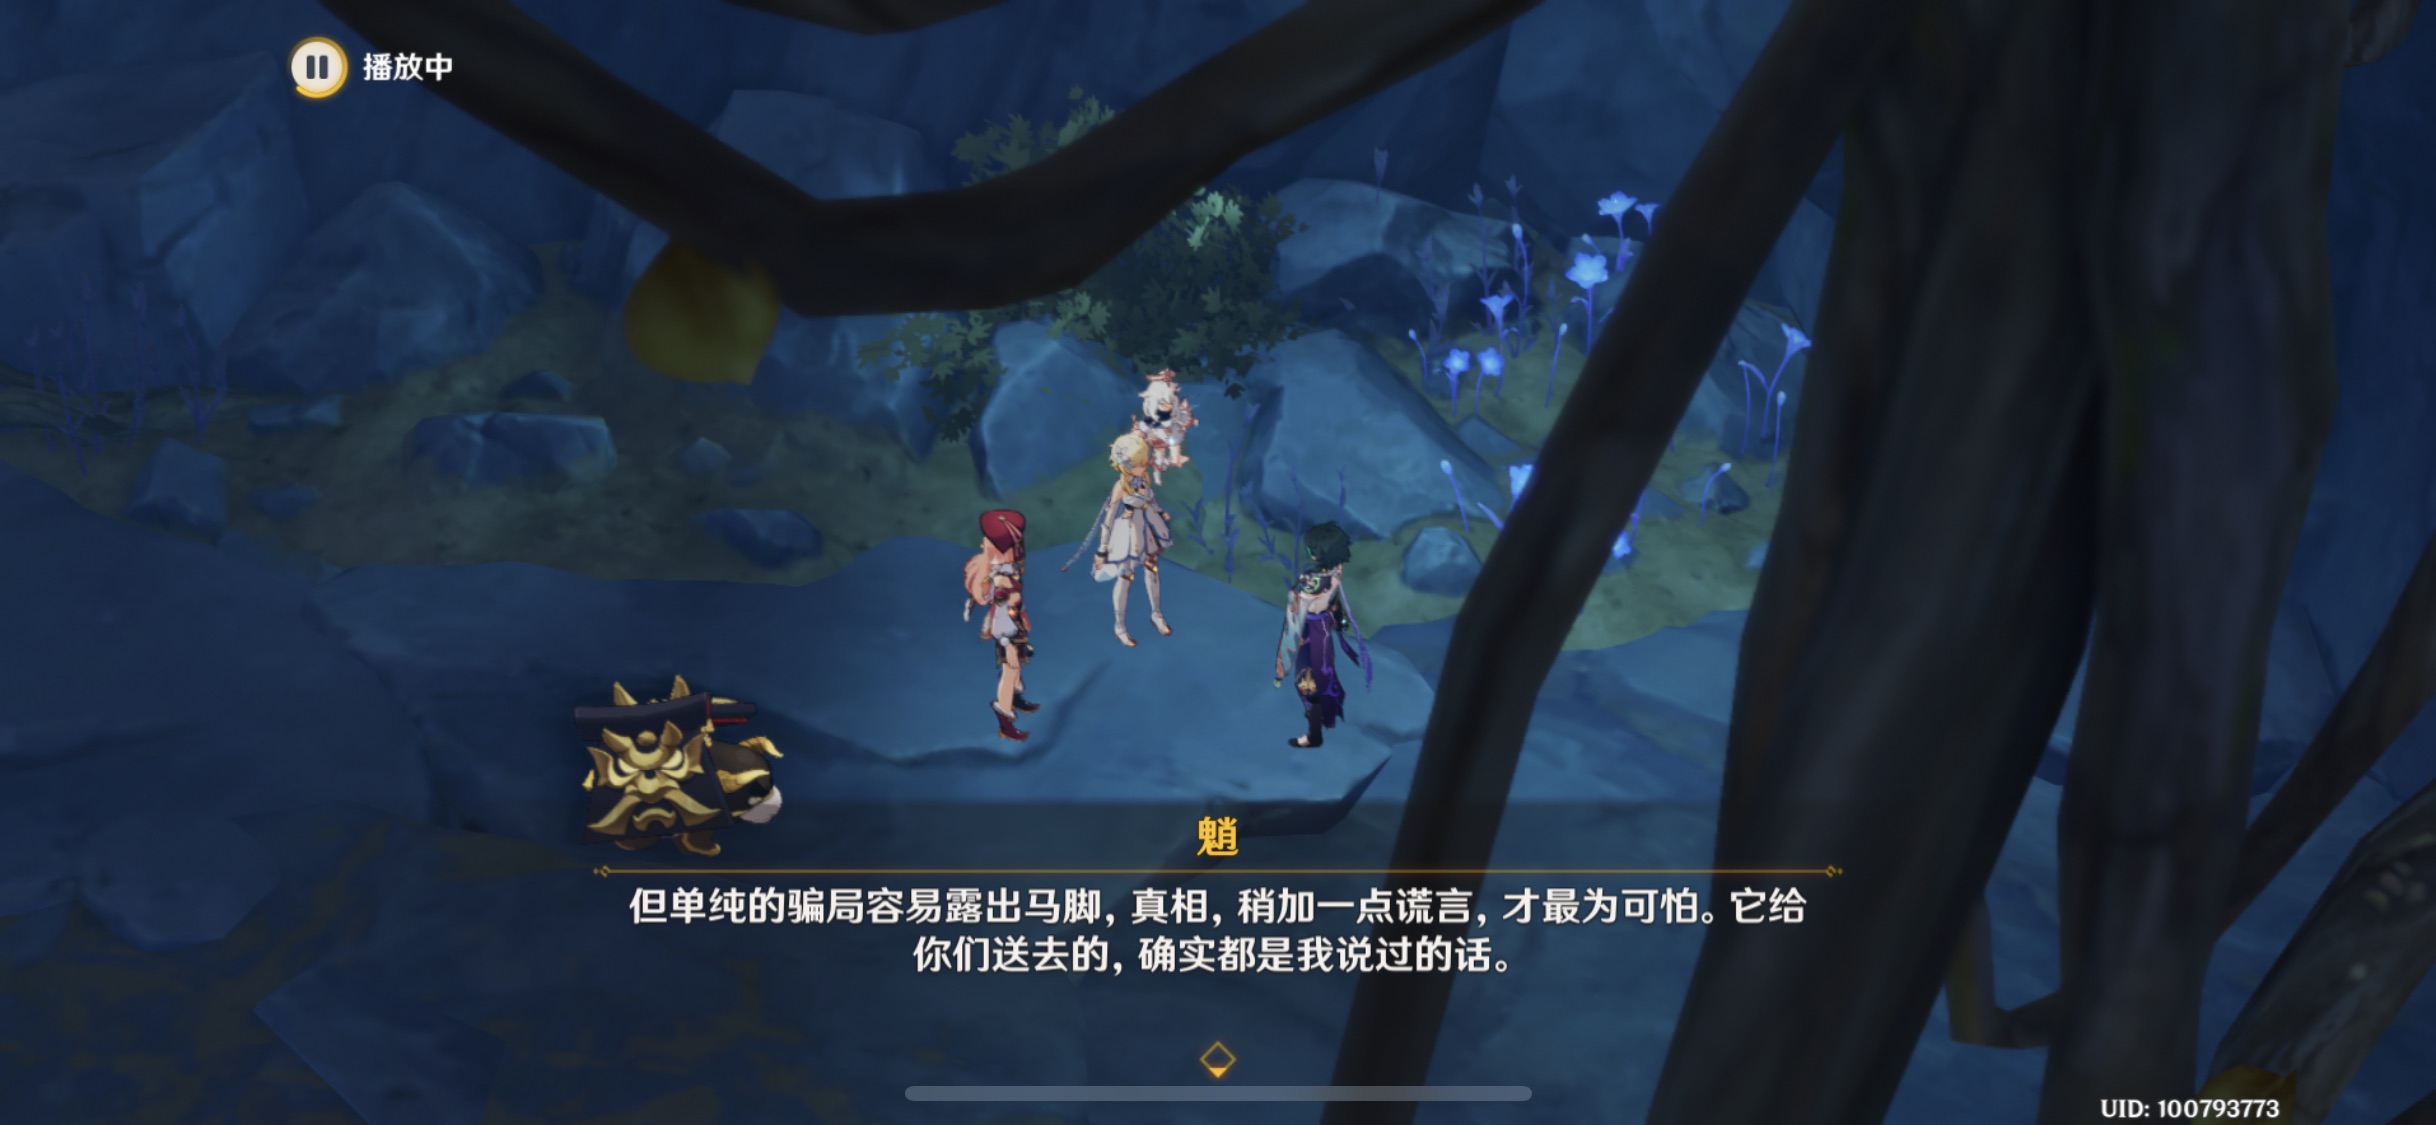 播放中
魈
但单纯的骗局容易露出马脚，真相，稍加一点谎言，才最为可怕。它给
你们送去的，确实都是我说过的话。
UID: 100793773